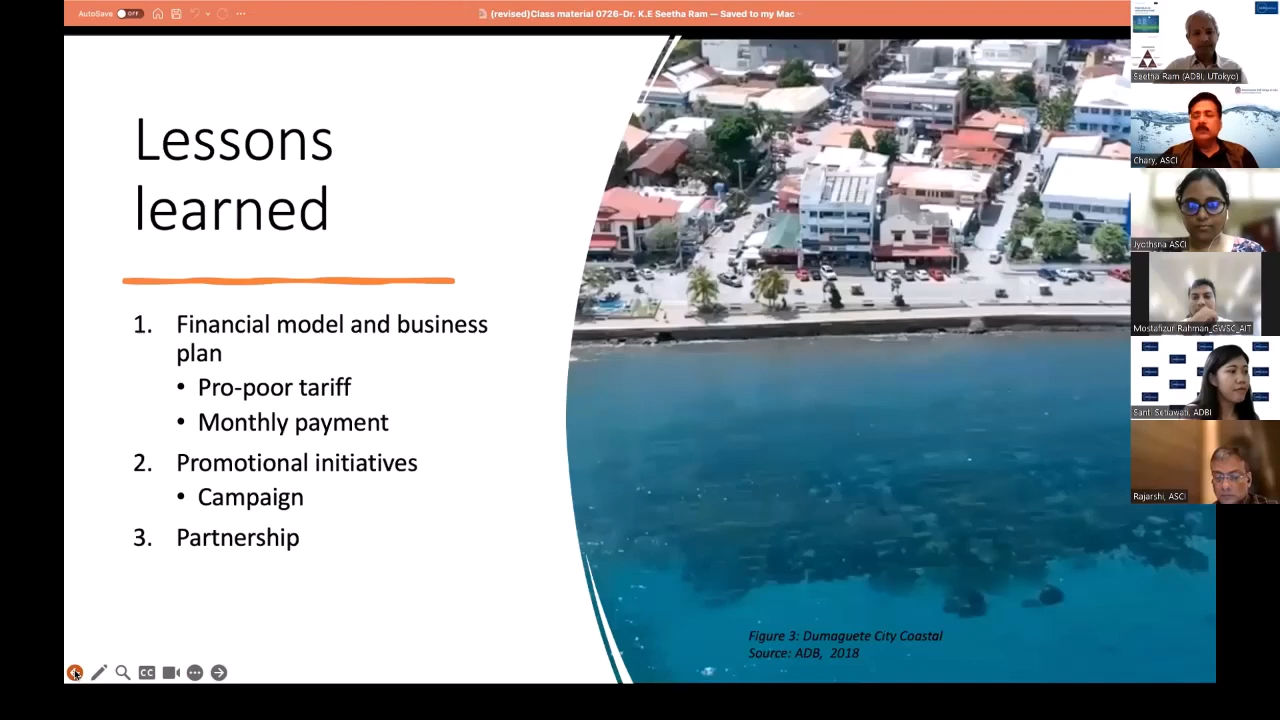 AutoSave OFF
(revised)Class material 0726-Dr. K.E Seetha Ram — Saved to my Mac
Lessons
learned
1. Financial model and business
plan
• Pro-poor tariff
• Monthly payment
2. Promotional initiatives
• Campaign
3. Partnership
Figure 3: Dumaguete City Coastal
Source: ADB, 2018
CC
Seetha Ram (ADBI, UTokyo)
Chary, ASCI
Jyothsna ASCI
Mostafizur Rahman_GWSC_AIT
Santi Setiawati, ADBI
Rajarshi, ASCI